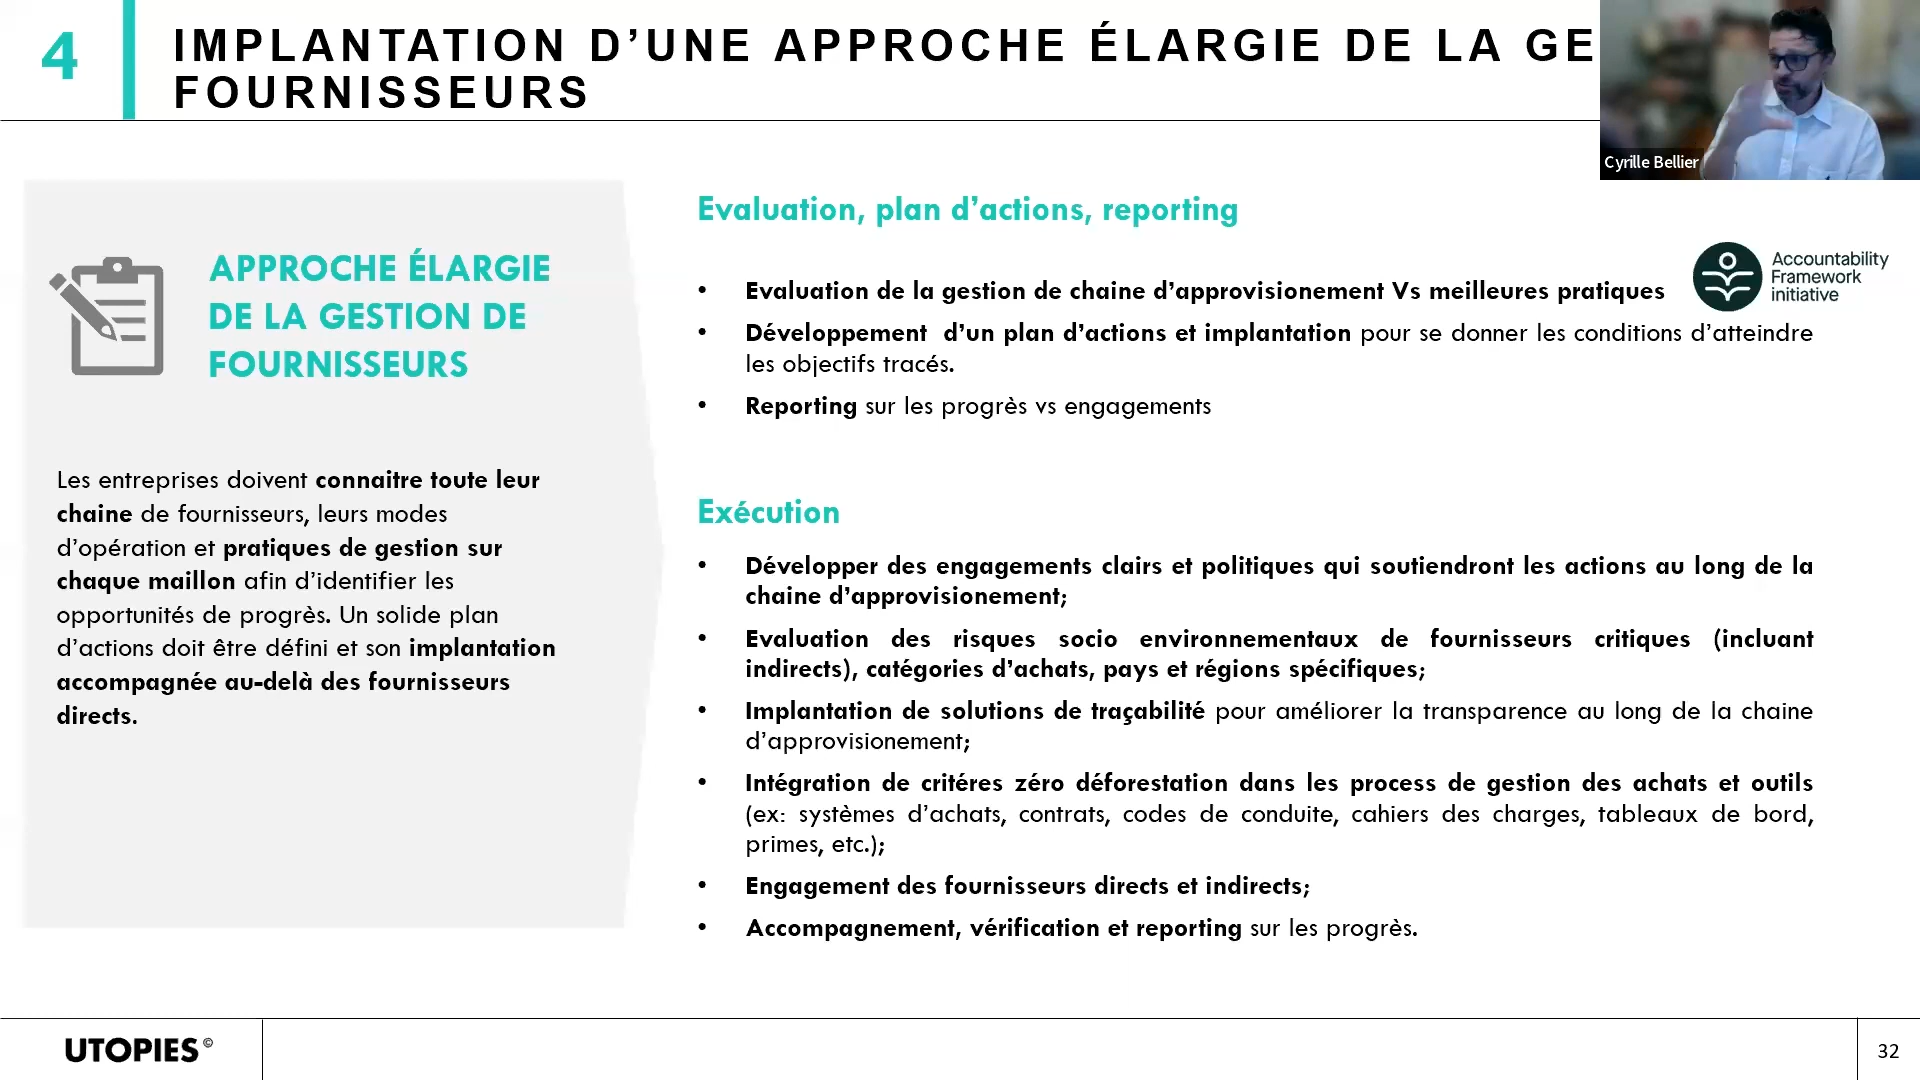 4
IMPLANTATION D’UNE APPROCHE ÉLARGIE DE LA GE
FOURNISSEURS
Cyrille Bellier
APPROCHE ÉLARGIE
DE LA GESTION DE
FOURNISSEURS
Les entreprises doivent connaitre toute leur
chaine de fournisseurs, leurs modes
d’opération et pratiques de gestion sur
chaque maillon afin d’identifier les
opportunités de progrès. Un solide plan
d’actions doit être défini et son implantation
accompagnée au-delà des fournisseurs
directs.
Evaluation, plan d’actions, reporting
Accountability
Framework
initiative
• Evaluation de la gestion de chaine d’approvisionement Vs meilleures pratiques
• Développement d’un plan d’actions et implantation pour se donner les conditions d’atteindre
les objectifs tracés.
• Reporting sur les progrès vs engagements
Exécution
• Développer des engagements clairs et politiques qui soutiendront les actions au long de la
chaine d’approvisionement;
• Evaluation des risques socio environnementaux de fournisseurs critiques (incluant
indirects), catégories d’achats, pays et régions spécifiques;
• Implantation de solutions de traçabilité pour améliorer la transparence au long de la chaine
d’approvisionement;
• Intégration de critéres zéro déforestation dans les process de gestion des achats et outils
(ex: systèmes d’achats, contrats, codes de conduite, cahiers des charges, tableaux de bord,
primes, etc.);
• Engagement des fournisseurs directs et indirects;
• Accompagnement, vérification et reporting sur les progrès.
UTOPIES©
32